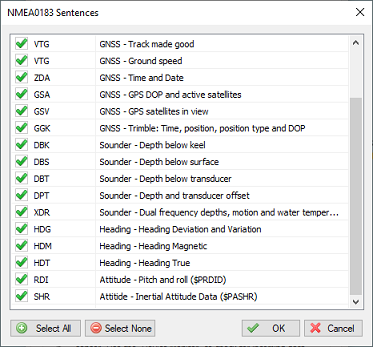 NMEA0183 Sentences
VTG GNSS - Track made good
VTG GNSS - Ground speed
ZDA GNSS - Time and Date
GSA GNSS - GPS DOP and active satellites
GSV GNSS - GPS satellites in view
GGK GNSS - Trimble: Time, position, position type and DOP
DBK Sounder - Depth below keel
DBS Sounder - Depth below surface
DBT Sounder - Depth below transducer
DPT Sounder - Depth and transducer offset
XDR Sounder - Dual frequency depths, motion and water temper...
HDG Heading - Heading Deviation and Variation
HDM Heading - Heading Magnetic
HDT Heading - Heading True
RDI Attitude - Pitch and roll ($PRDID)
SHR Attitide - Inertial Attitude Data ($PASHR)
Select All Select None OK Cancel